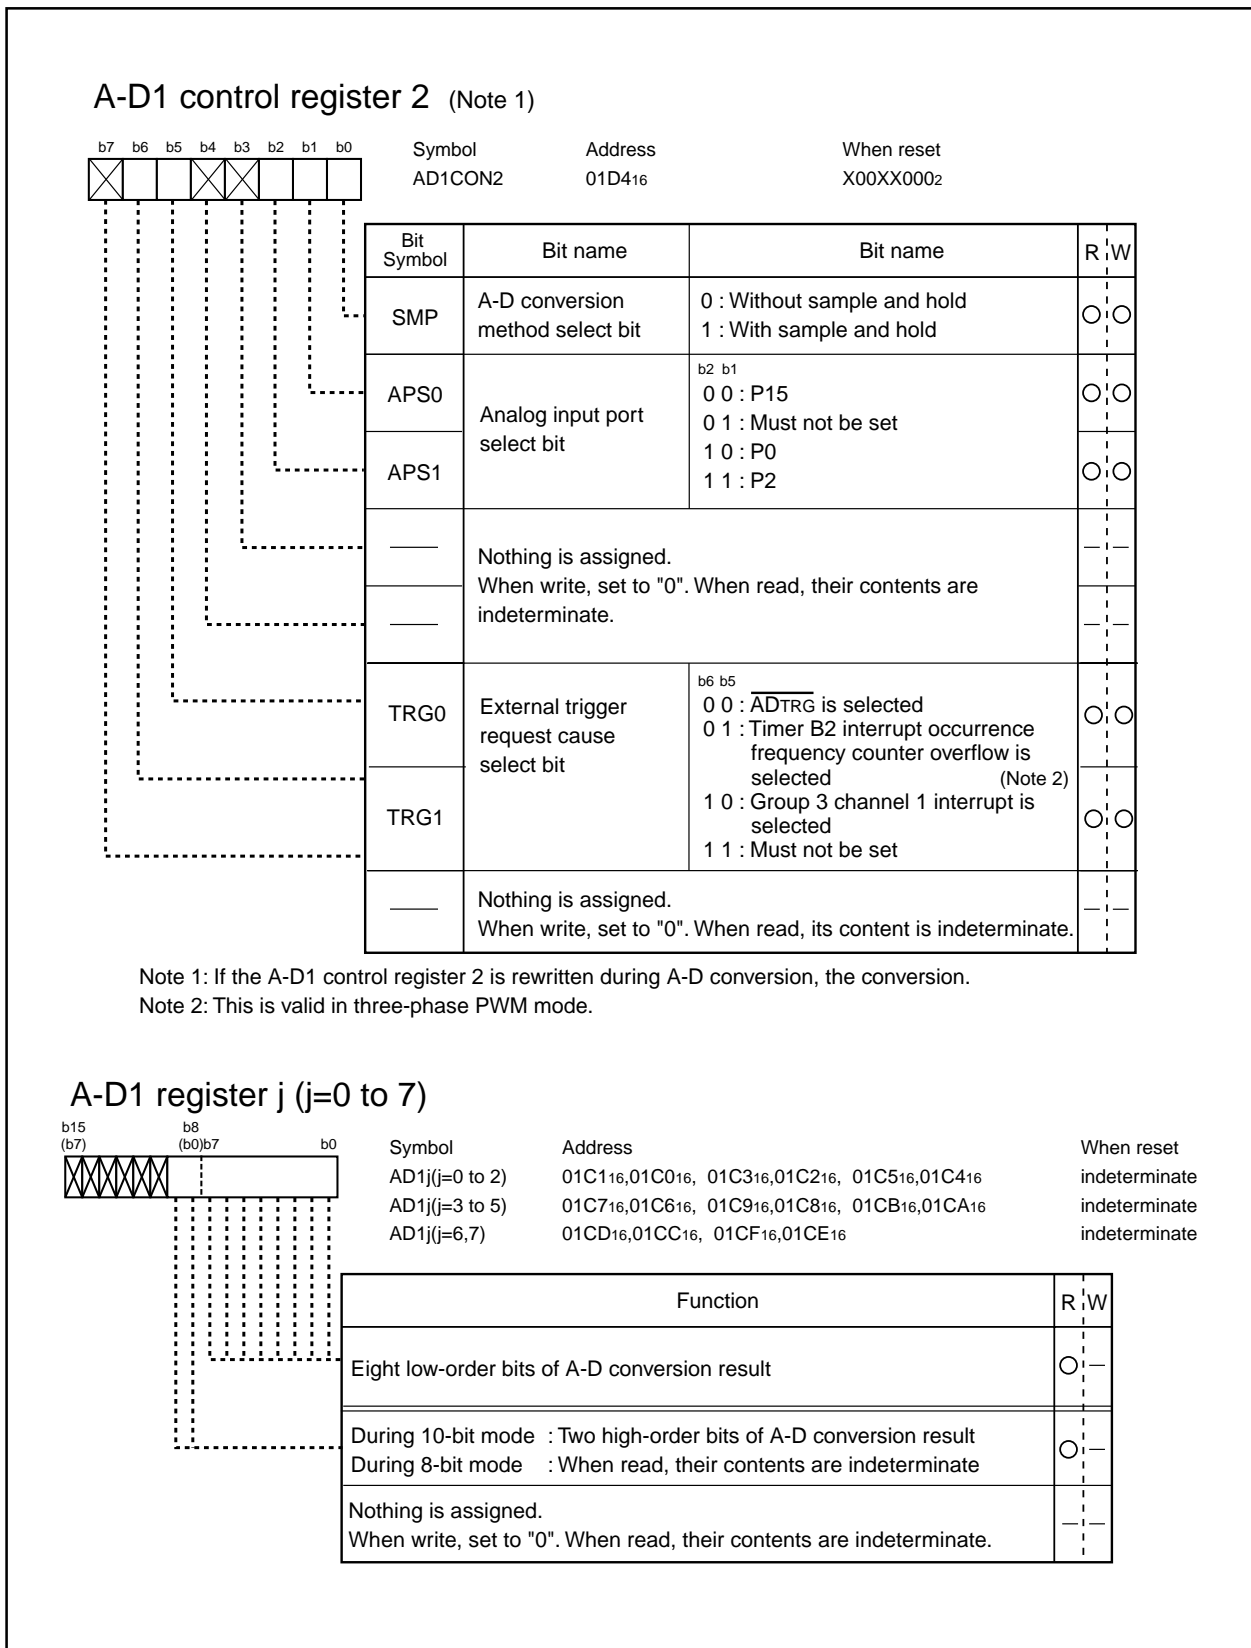 A-D1 control register 2 (Note 1)
b7 b6 b5 b4 b3 b2 b1 b0
Symbol Address When reset
AD1CON2 01D416 X00XX0002
Bit Symbol Bit name Bit name R W
SMP
A-D conversion
method select bit
0 : Without sample and hold
1 : With sample and hold
APS0
APS1
Analog input port
select bit
b2 b1
0 0 : P15
0 1 : Must not be set
1 0 : P0
1 1 : P2
Nothing is assigned.
When write, set to "0". When read, their contents are
indeterminate.
TRG0
TRG1
External trigger
request cause
select bit
b6 b5
0 0 : ADTRG is selected
0 1 : Timer B2 interrupt occurrence
frequency counter overflow is
selected (Note 2)
1 0 : Group 3 channel 1 interrupt is
selected
1 1 : Must not be set
Nothing is assigned.
When write, set to "0". When read, its content is indeterminate.
Note 1: If the A-D1 control register 2 is rewritten during A-D conversion, the conversion.
Note 2: This is valid in three-phase PWM mode.
A-D1 register j (j=0 to 7)
b15 b8
(b7) (b0)b7 b0
Symbol Address When reset
AD1j(j=0 to 2) 01C116,01C016, 01C316,01C216, 01C516,01C416 indeterminate
AD1j(j=3 to 5) 01C716,01C616, 01C916,01C816, 01CB16,01CA16 indeterminate
AD1j(j=6,7) 01CD16,01CC16, 01CF16,01CE16 indeterminate
Function R W
Eight low-order bits of A-D conversion result
During 10-bit mode : Two high-order bits of A-D conversion result
During 8-bit mode : When read, their contents are indeterminate
Nothing is assigned.
When write, set to "0". When read, their contents are indeterminate.